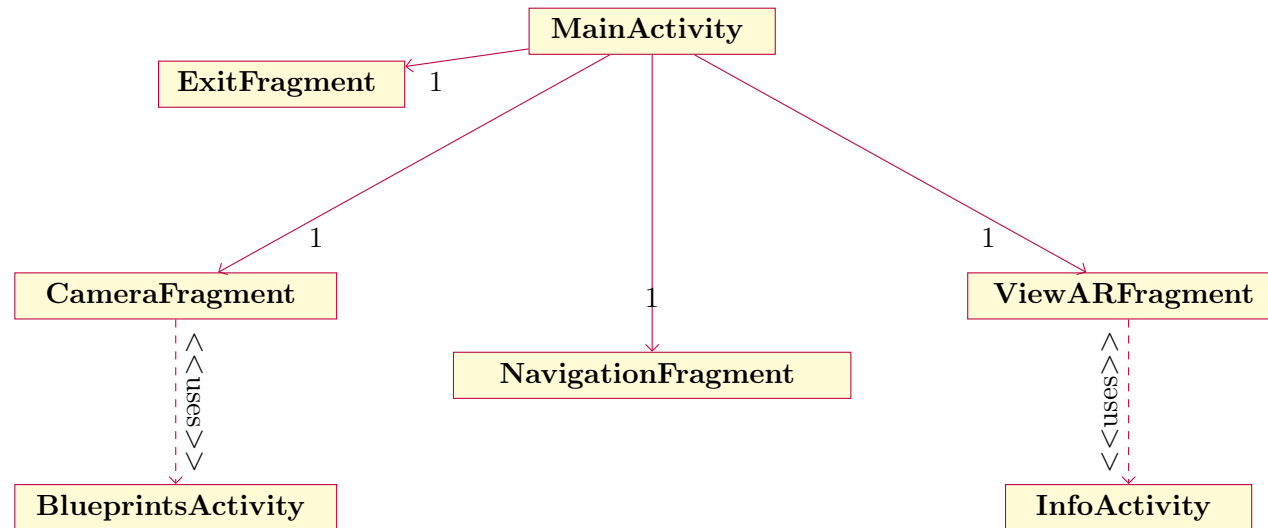 MainActivity
ExitFragment
1
1
1
CameraFragment
ViewARFragment
1
NavigationFragment
<<uses>>
<<uses>>
BlueprintsActivity
InfoActivity